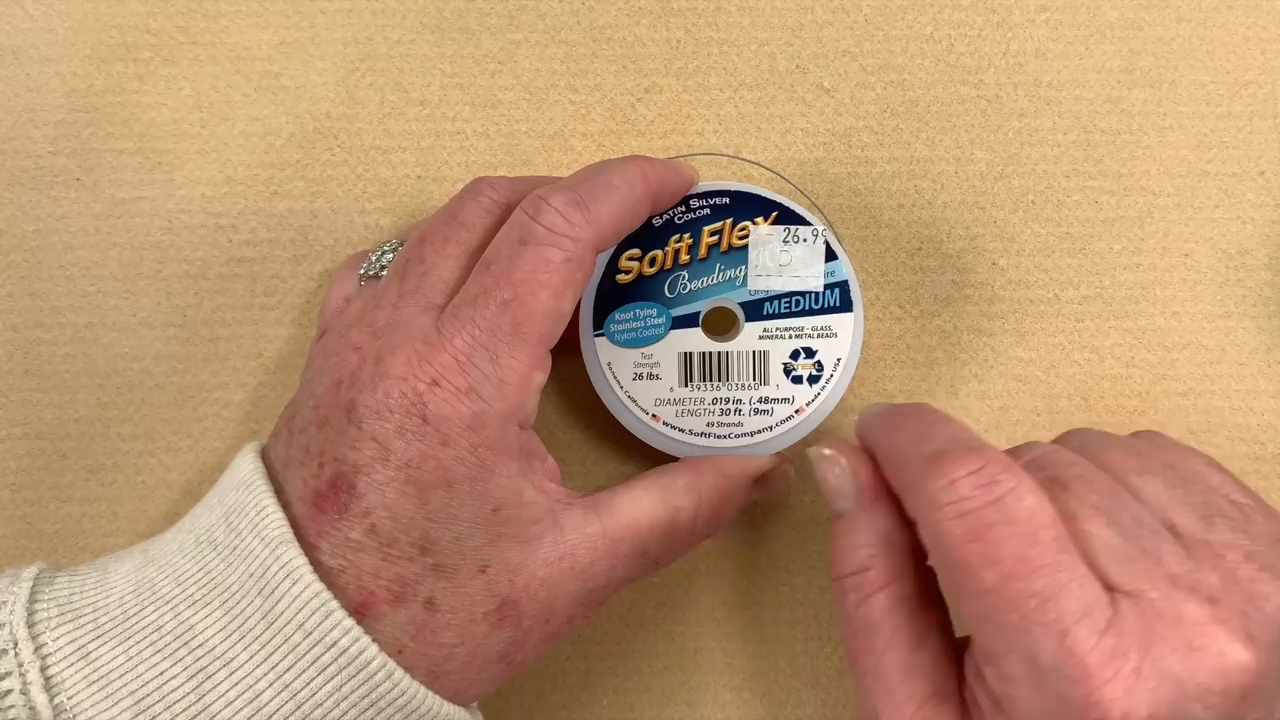 SATIN SILVER
COLOR
Soft Flex
26.99
Beading
MEDIUM
Knot Tying
Stainless Steel
Nylon Coated
ALL PURPOSE - GLASS,
MINERAL & METAL BEADS
Test
Strength
26 lbs.
STEEL
6 39336 03860 1
DIAMETER .019 in. (.48mm)
LENGTH 30 ft. (9m)
49 Strands
Sonoma, California
www.SoftFlexCompany.com
Made in the USA